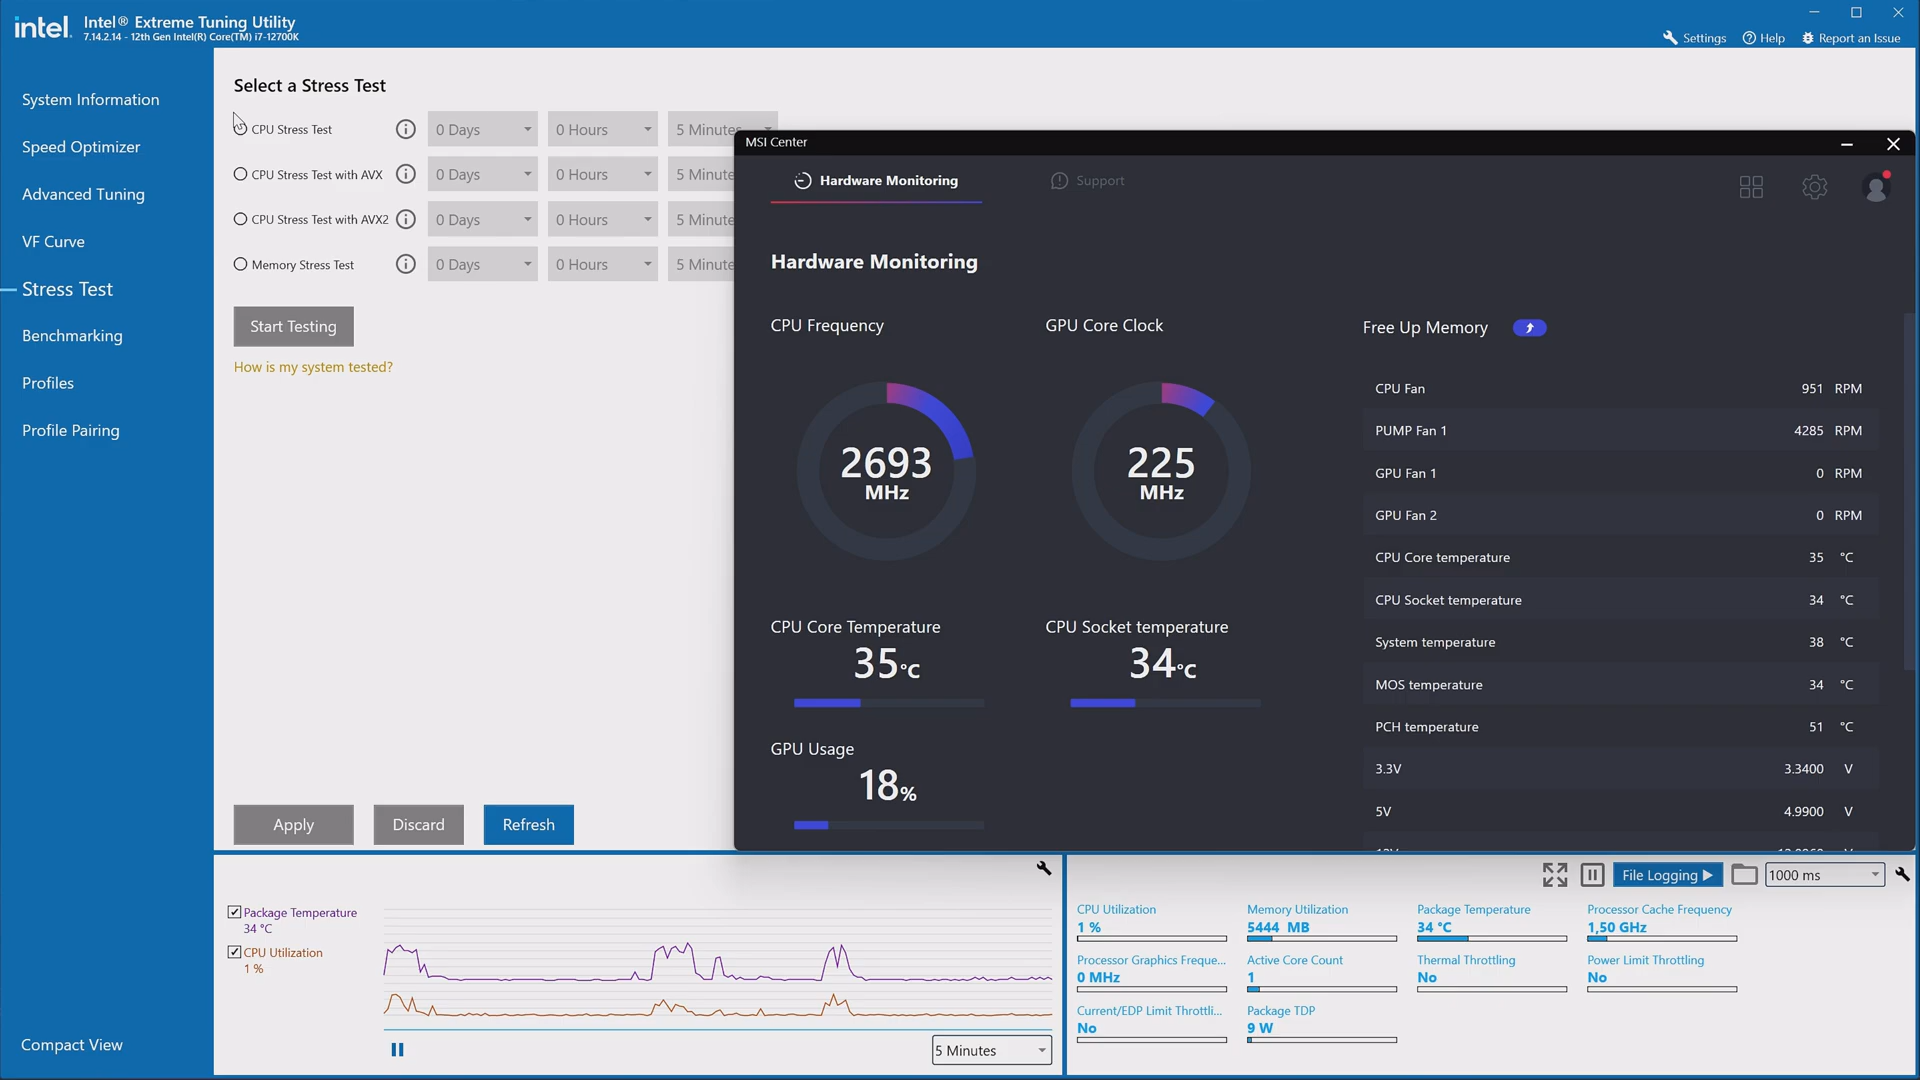 intel.
Intel® Extreme Tuning Utility
7.14.2.14 - 12th Gen Intel(R) Core(TM) i7-12700K
Settings
Help
Report an Issue
System Information
Speed Optimizer
Advanced Tuning
VF Curve
Stress Test
Benchmarking
Profiles
Profile Pairing
Compact View
Select a Stress Test
CPU Stress Test 0 Days 0 Hours 5 Minutes
CPU Stress Test with AVX 0 Days 0 Hours 5 Minute
CPU Stress Test with AVX2 0 Days 0 Hours 5 Minute
Memory Stress Test 0 Days 0 Hours 5 Minute
Start Testing
How is my system tested?
Apply
Discard
Refresh
MSI Center
Hardware Monitoring
Support
Hardware Monitoring
CPU Frequency
2693
MHz
GPU Core Clock
225
MHz
CPU Core Temperature
35°C
CPU Socket temperature
34°C
GPU Usage
18%
Free Up Memory
CPU Fan 951 RPM
PUMP Fan 1 4285 RPM
GPU Fan 1 0 RPM
GPU Fan 2 0 RPM
CPU Core temperature 35 °C
CPU Socket temperature 34 °C
System temperature 38 °C
MOS temperature 34 °C
PCH temperature 51 °C
3.3V 3.3400 V
5V 4.9900 V
Package Temperature
34 °C
CPU Utilization
1 %
5 Minutes
File Logging
1000 ms
CPU Utilization
1 %
Memory Utilization
5444 MB
Package Temperature
34 °C
Processor Cache Frequency
1,50 GHz
Processor Graphics Freque...
0 MHz
Active Core Count
1
Thermal Throttling
No
Power Limit Throttling
No
Current/EDP Limit Throttli...
No
Package TDP
9 W